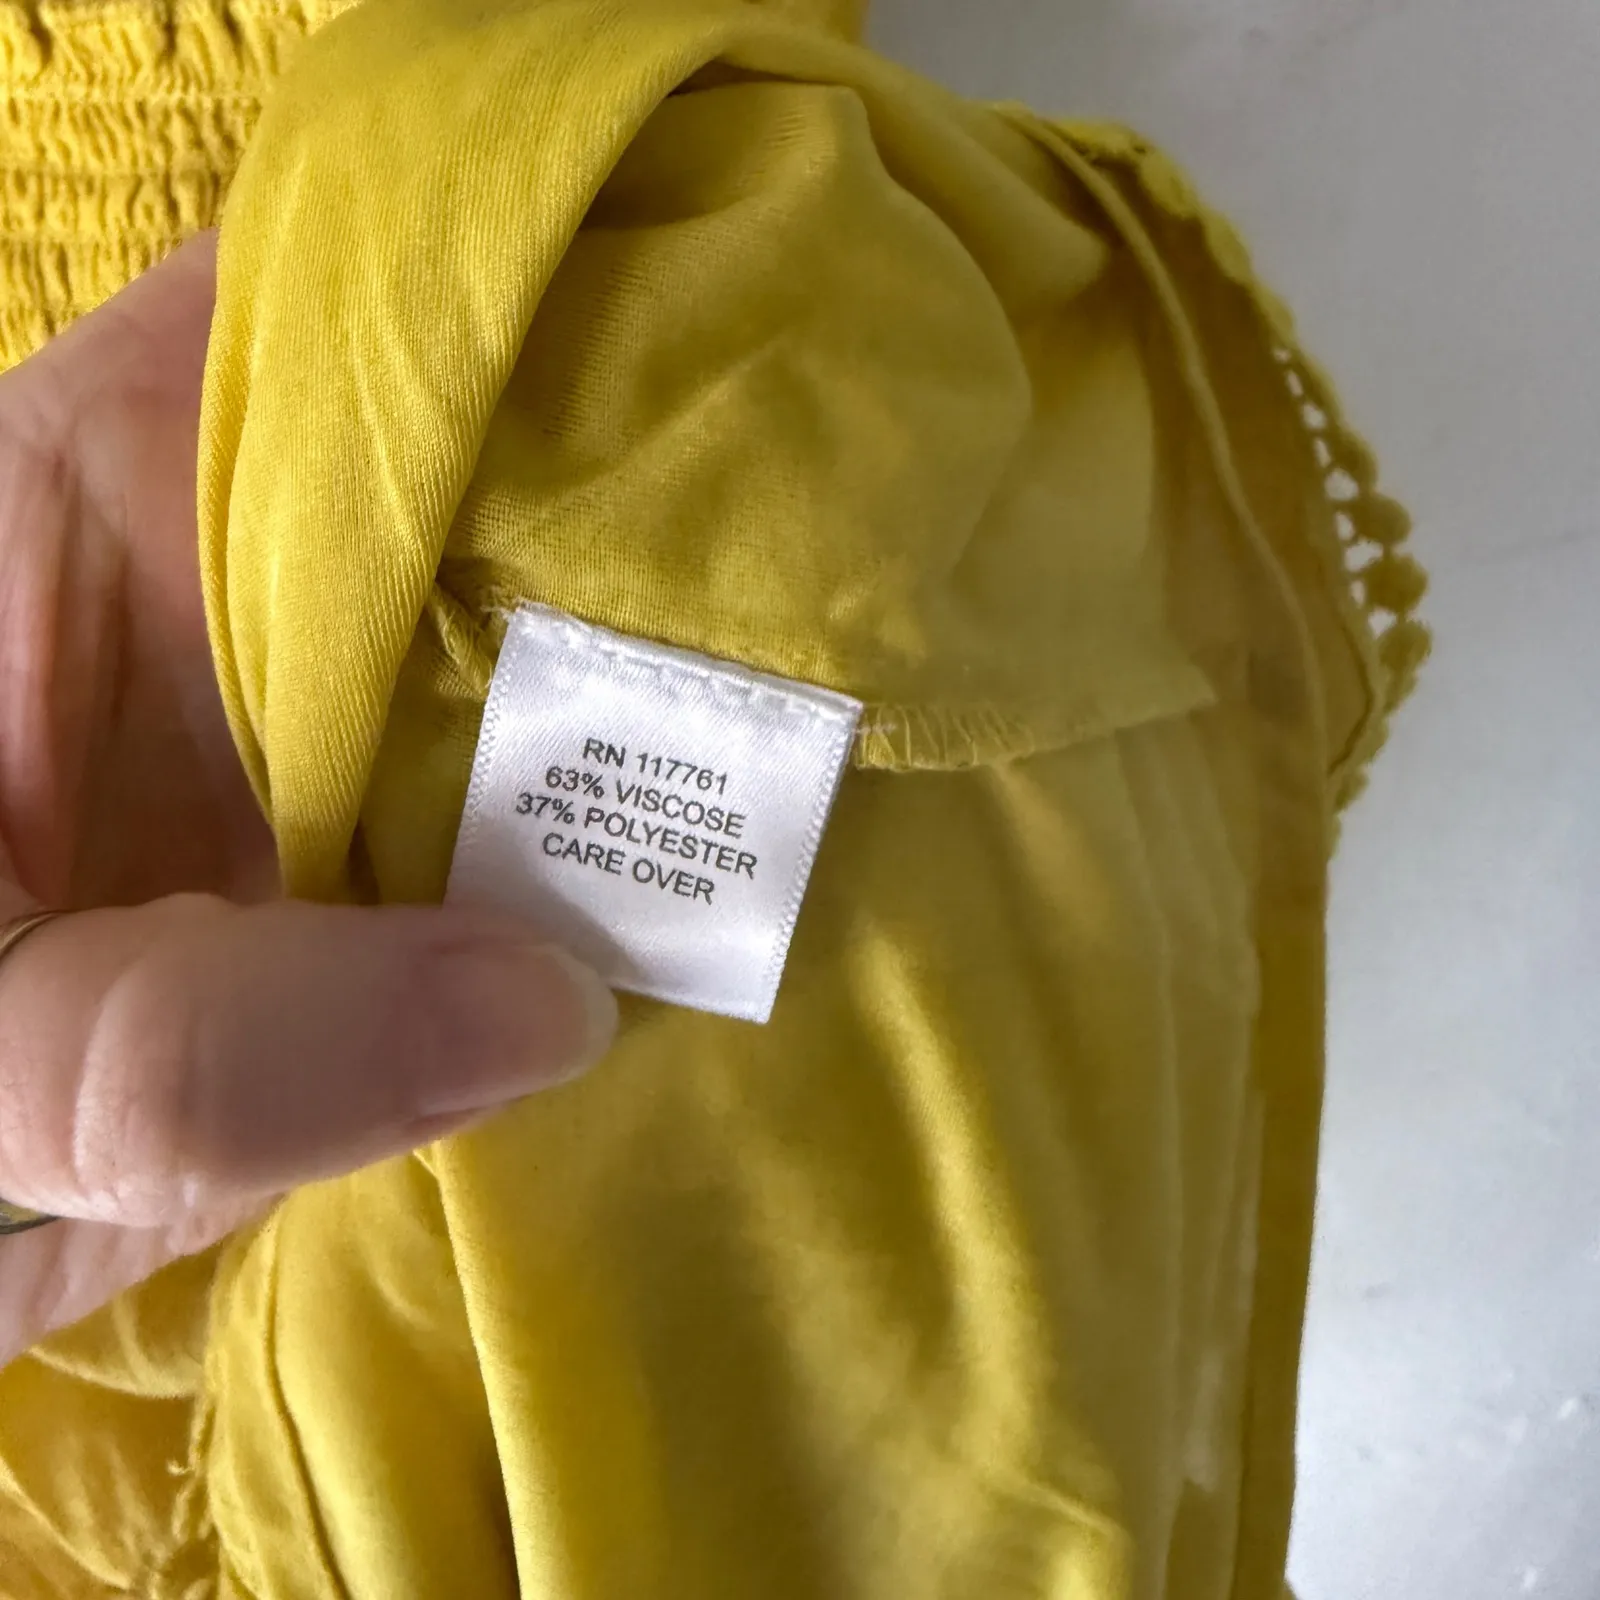 RN 117761
63% VISCOSE
37% POLYESTER
CARE OVER